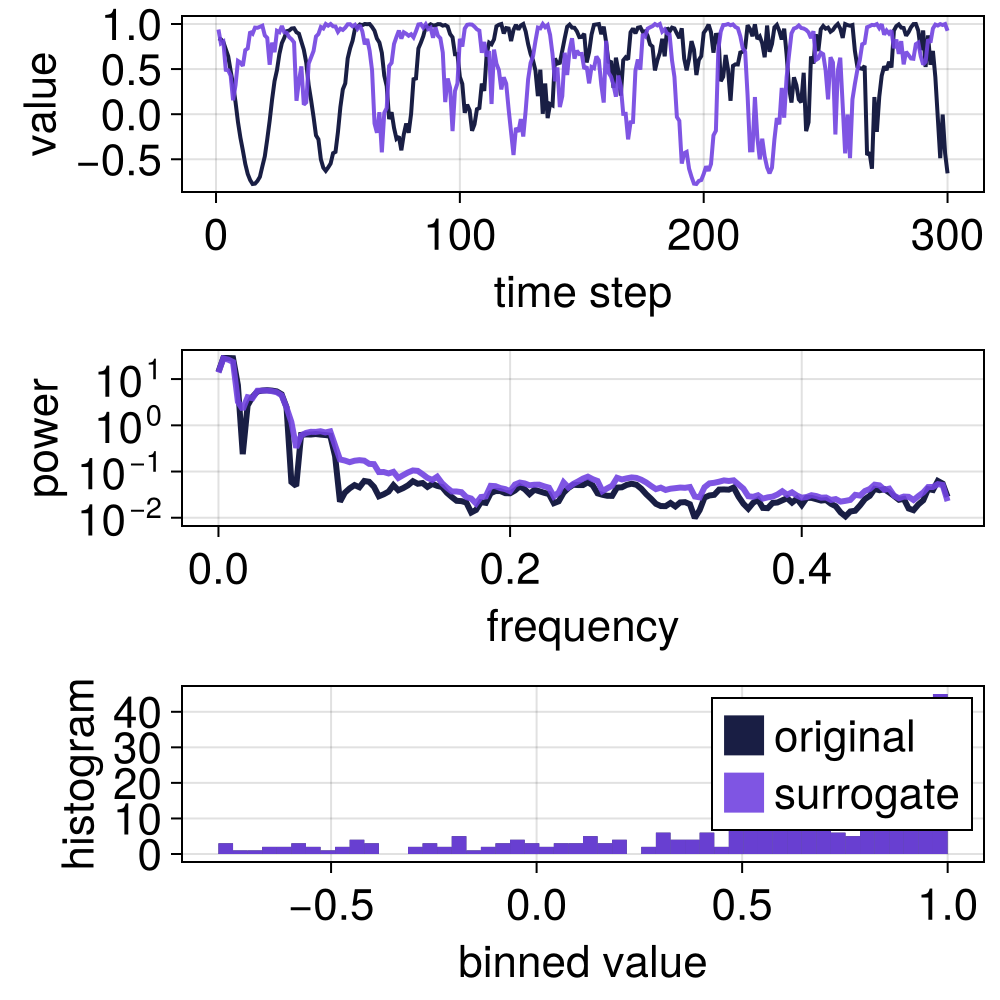 value
1.0
0.5
0.0
−0.5
0 100 200 300
time step
power
10¹
10⁰
10⁻¹
10⁻²
0.0 0.2 0.4
frequency
histogram
40
30
20
10
0
original
surrogate
−0.5 0.0 0.5 1.0
binned value